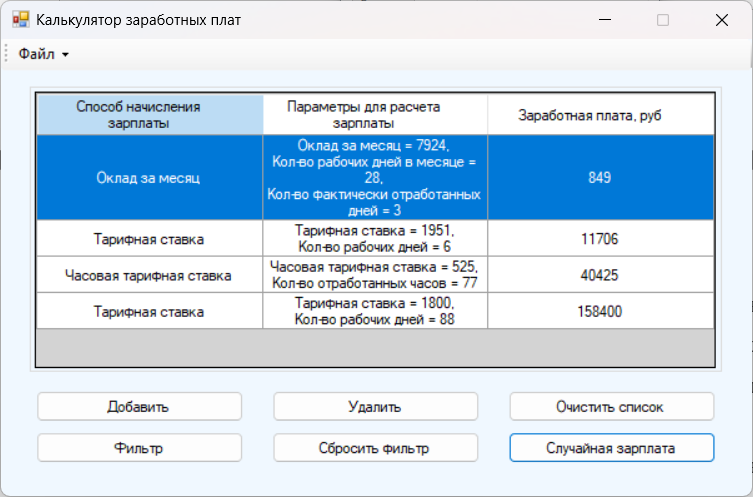 Калькулятор заработных плат
Файл
Способ начисления
зарплаты
Параметры для расчета
зарплаты
Заработная плата, руб
Оклад за месяц
Оклад за месяц = 7924,
Кол-во рабочих дней в месяце =
28,
Кол-во фактически отработанных
дней = 3
849
Тарифная ставка
Тарифная ставка = 1951,
Кол-во рабочих дней = 6
11706
Часовая тарифная ставка
Часовая тарифная ставка = 525,
Кол-во отработанных часов = 77
40425
Тарифная ставка
Тарифная ставка = 1800,
Кол-во рабочих дней = 88
158400
Добавить
Удалить
Очистить список
Фильтр
Сбросить фильтр
Случайная зарплата